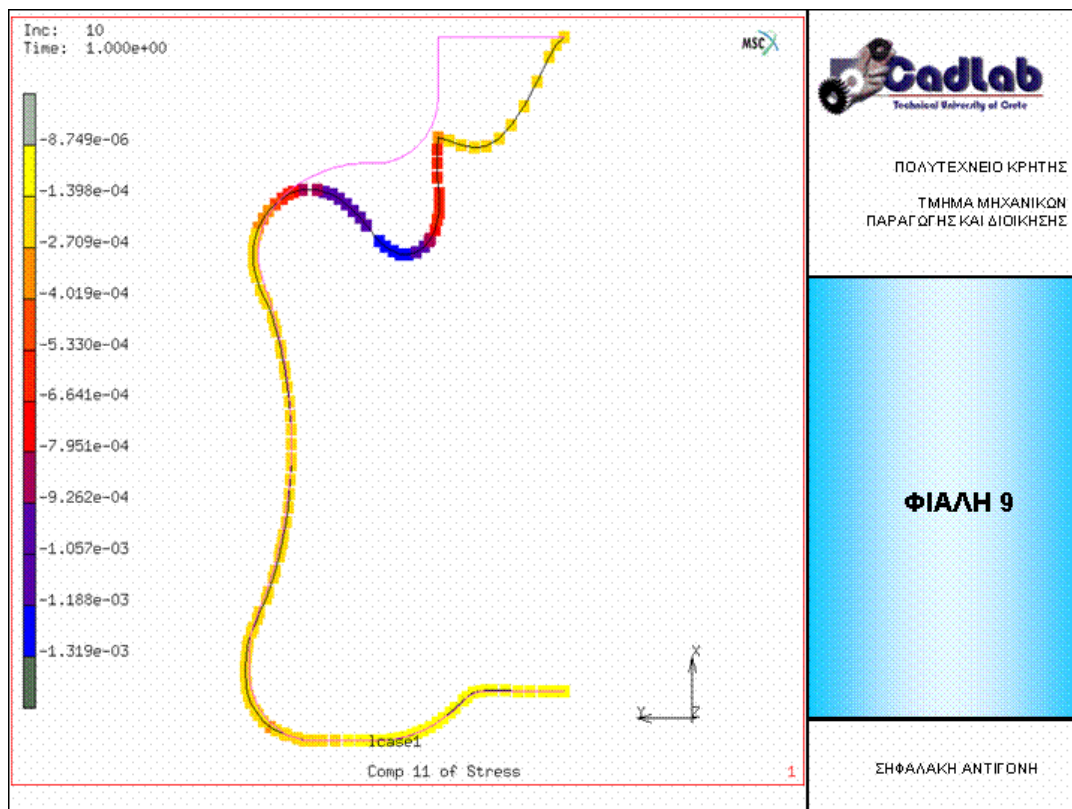 Inc: 10
Time: 1.000e+00
MSC
-8.749e-06
-1.398e-04
-2.709e-04
-4.019e-04
-5.330e-04
-6.641e-04
-7.951e-04
-9.262e-04
-1.057e-03
-1.188e-03
-1.319e-03
X
Y
Z
lcase1
Comp 11 of Stress
1
CadLab
Technical University of Crete
ΠΟΛΥΤΕΧΝΕΙΟ ΚΡΗΤΗΣ
ΤΜΗΜΑ ΜΗΧΑΝΙΚΩΝ
ΠΑΡΑΓΩΓΗΣ ΚΑΙ ΔΙΟΙΚΗΣΗΣ
ΦΙΑΛΗ 9
ΣΗΦΑΛΑΚΗ ΑΝΤΙΓΟΝΗ